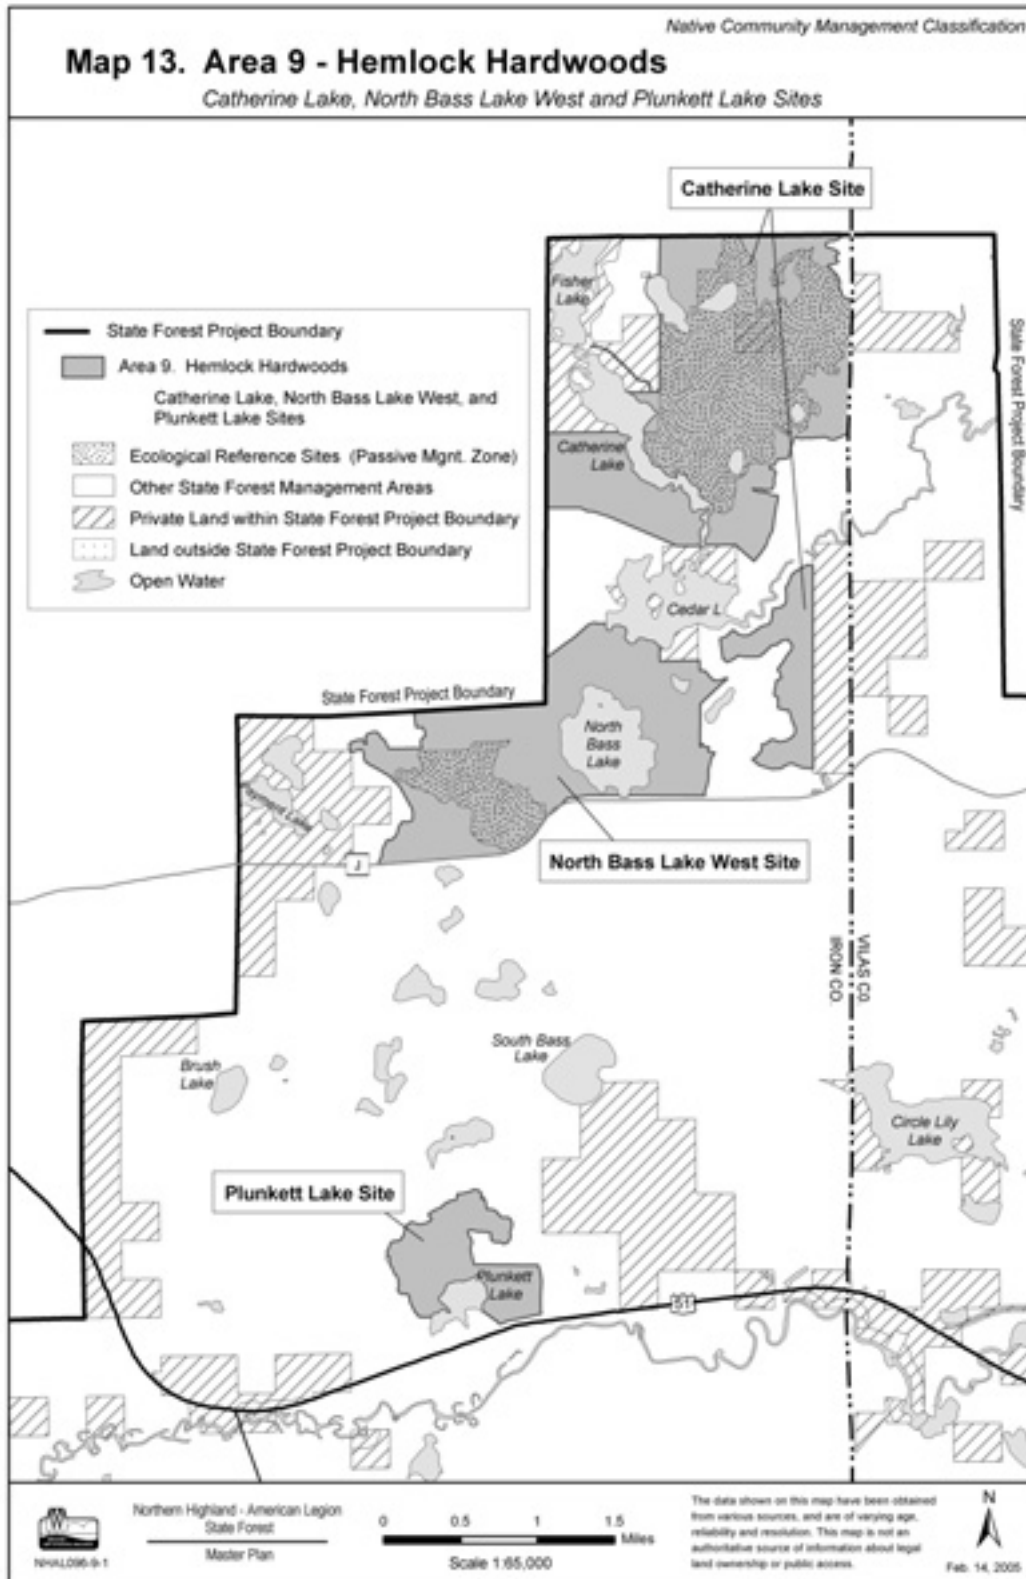 Native Community Management Classification
Map 13. Area 9 - Hemlock Hardwoods
Catherine Lake, North Bass Lake West and Plunkett Lake Sites
Catherine Lake Site
Fisher
Lake
State Forest Project Boundary
Area 9. Hemlock Hardwoods
Catherine Lake, North Bass Lake West, and
Plunkett Lake Sites
Ecological Reference Sites (Passive Mgnt. Zone)
Other State Forest Management Areas
Private Land within State Forest Project Boundary
Land outside State Forest Project Boundary
Open Water
State Forest Project Boundary
Catherine
Lake
Cedar L
State Forest Project Boundary
North
Bass
Lake
Lake
J
North Bass Lake West Site
IRON CO.
VILAS CO.
South Bass
Lake
Brush
Lake
Circle Lily
Lake
Plunkett Lake Site
Plunkett
Lake
51
W
NHAL096-9-1
Northern Highland - American Legion
State Forest
Master Plan
0 0.5 1 1.5
Miles
Scale 1:65,000
The data shown on this map have been obtained
from various sources, and are of varying age,
reliability and resolution. This map is not an
authoritative source of information about legal
land ownership or public access.
N
Feb. 14, 2005